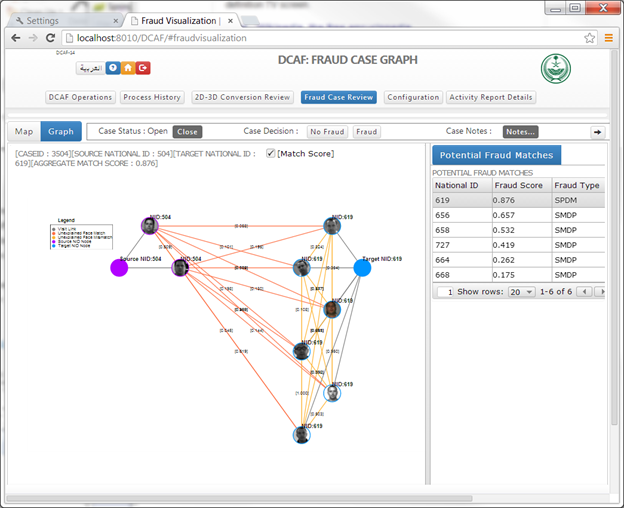 Settings
Fraud Visualization |
localhost:8010/DCAF/#fraudvisualization
DCAF-14
العربية
DCAF: FRAUD CASE GRAPH
DCAF Operations
Process History
2D-3D Conversion Review
Fraud Case Review
Configuration
Activity Report Details
Map
Graph
Case Status : Open
Close
Case Decision :
No Fraud
Fraud
Case Notes :
Notes...
[CASEID : 3504][SOURCE NATIONAL ID : 504][TARGET NATIONAL ID :
619][AGGREGATE MATCH SCORE : 0.876]
[Match Score]
Legend
Visit Link
Unexplained Face Match
Unexplained Face Mismatch
Source NID Node
Target NID Node
NID:504
NID:619
Source NID:504
NID:504
NID:619
Target NID:619
NID:619
NID:619
NID:619
NID:619
Potential Fraud Matches
POTENTIAL FRAUD MATCHES
National ID Fraud Score Fraud Type
619 0.876 SPDM
656 0.657 SMDP
658 0.532 SMDP
727 0.419 SMDP
664 0.262 SMDP
668 0.175 SMDP
1 Show rows: 20 1-6 of 6